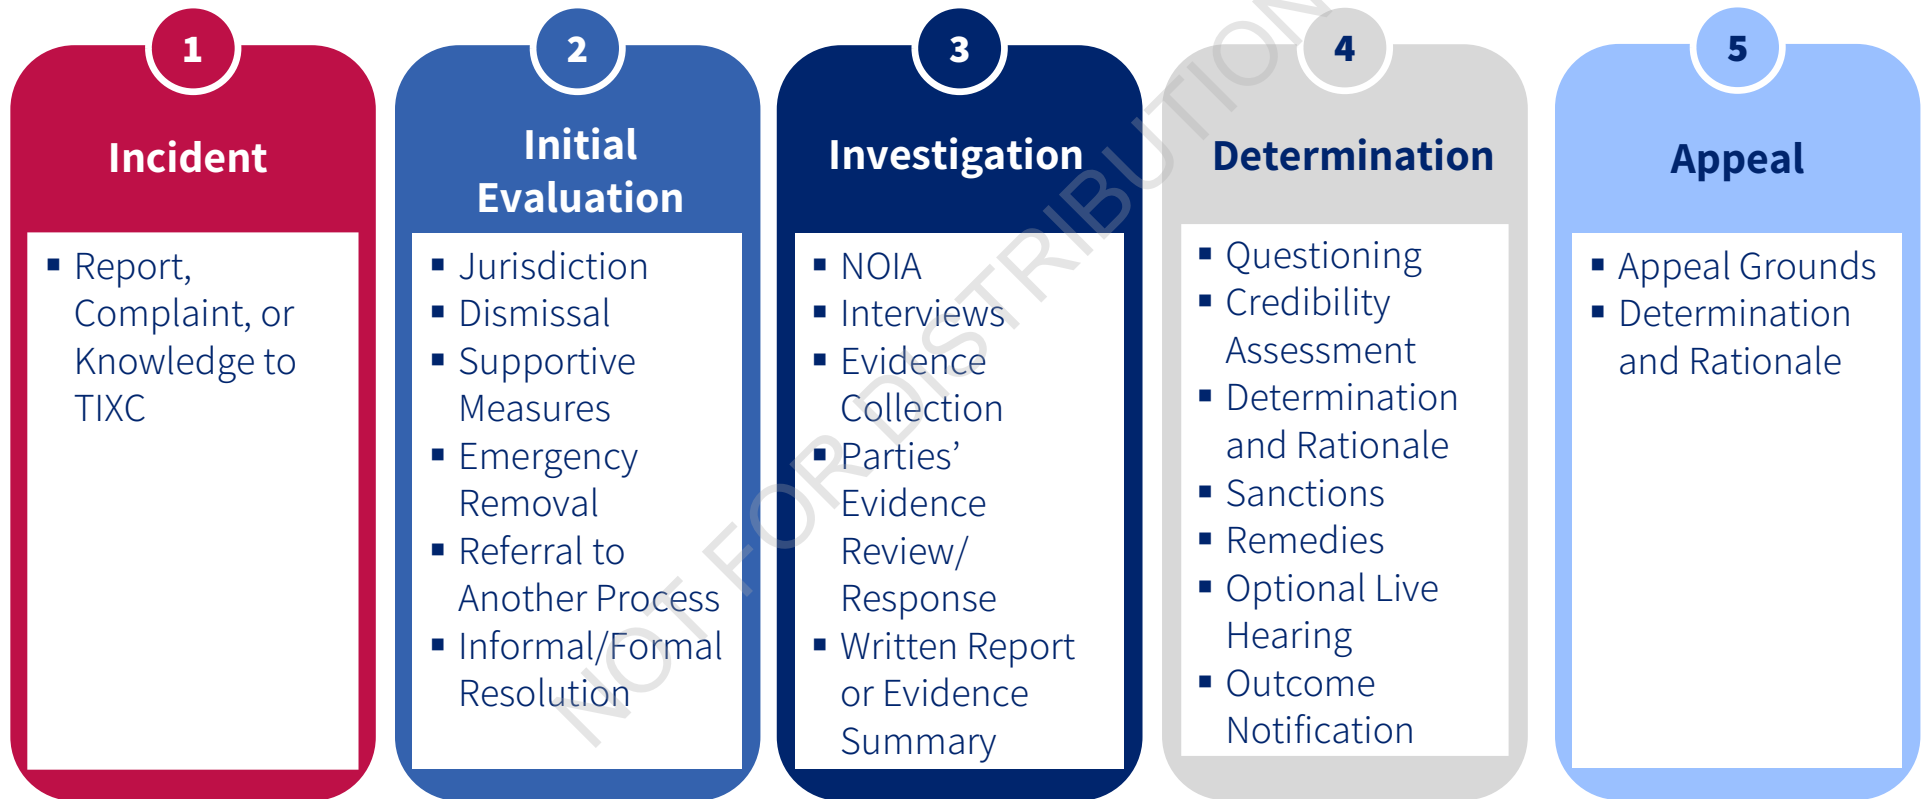 1
Incident
▪ Report,
Complaint, or
Knowledge to
TIXC
2
Initial
Evaluation
▪ Jurisdiction
▪ Dismissal
▪ Supportive
Measures
▪ Emergency
Removal
▪ Referral to
Another Process
▪ Informal/Formal
Resolution
3
Investigation
▪ NOIA
▪ Interviews
▪ Evidence
Collection
▪ Parties’
Evidence
Review/
Response
▪ Written Report
or Evidence
Summary
4
Determination
▪ Questioning
▪ Credibility
Assessment
▪ Determination
and Rationale
▪ Sanctions
▪ Remedies
▪ Optional Live
Hearing
▪ Outcome
Notification
5
Appeal
▪ Appeal Grounds
▪ Determination
and Rationale
NOT FOR DISTRIBUTION